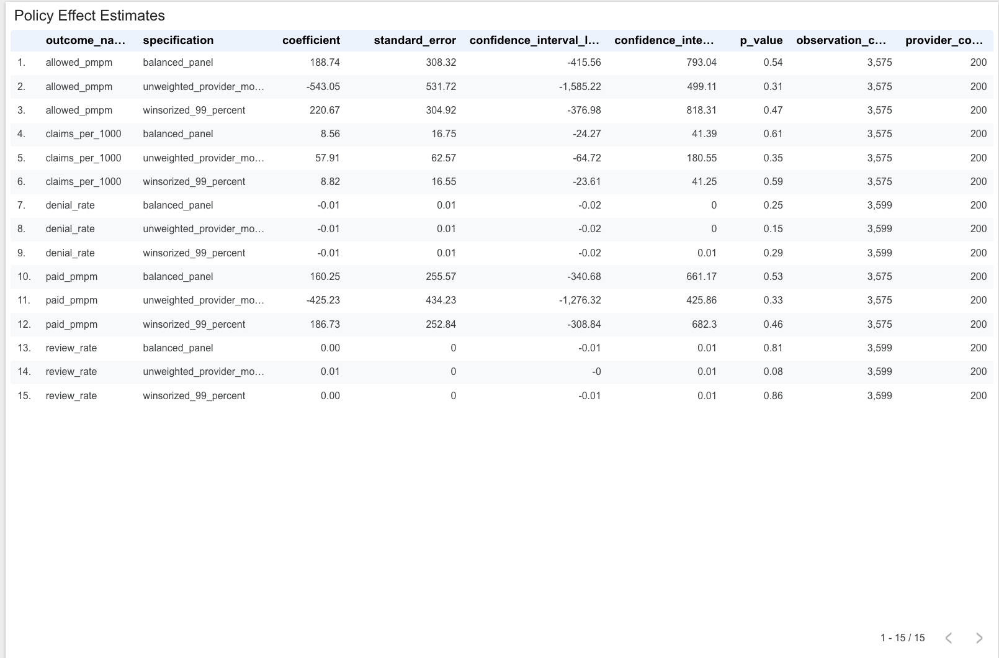 Policy Effect Estimates
outcome_na… specification coefficient standard_error confidence_interval_l… confidence_inte… p_value observation_c… provider_co…
1. allowed_pmpm balanced_panel 188.74 308.32 -415.56 793.04 0.54 3,575 200
2. allowed_pmpm unweighted_provider_mo… -543.05 531.72 -1,585.22 499.11 0.31 3,575 200
3. allowed_pmpm winsorized_99_percent 220.67 304.92 -376.98 818.31 0.47 3,575 200
4. claims_per_1000 balanced_panel 8.56 16.75 -24.27 41.39 0.61 3,575 200
5. claims_per_1000 unweighted_provider_mo… 57.91 62.57 -64.72 180.55 0.35 3,575 200
6. claims_per_1000 winsorized_99_percent 8.82 16.55 -23.61 41.25 0.59 3,575 200
7. denial_rate balanced_panel -0.01 0.01 -0.02 0 0.25 3,599 200
8. denial_rate unweighted_provider_mo… -0.01 0.01 -0.02 0 0.15 3,599 200
9. denial_rate winsorized_99_percent -0.01 0.01 -0.02 0.01 0.29 3,599 200
10. paid_pmpm balanced_panel 160.25 255.57 -340.68 661.17 0.53 3,575 200
11. paid_pmpm unweighted_provider_mo… -425.23 434.23 -1,276.32 425.86 0.33 3,575 200
12. paid_pmpm winsorized_99_percent 186.73 252.84 -308.84 682.3 0.46 3,575 200
13. review_rate balanced_panel 0.00 0 -0.01 0.01 0.81 3,599 200
14. review_rate unweighted_provider_mo… 0.01 0 -0 0.01 0.08 3,599 200
15. review_rate winsorized_99_percent 0.00 0 -0.01 0.01 0.86 3,599 200
1 - 15 / 15